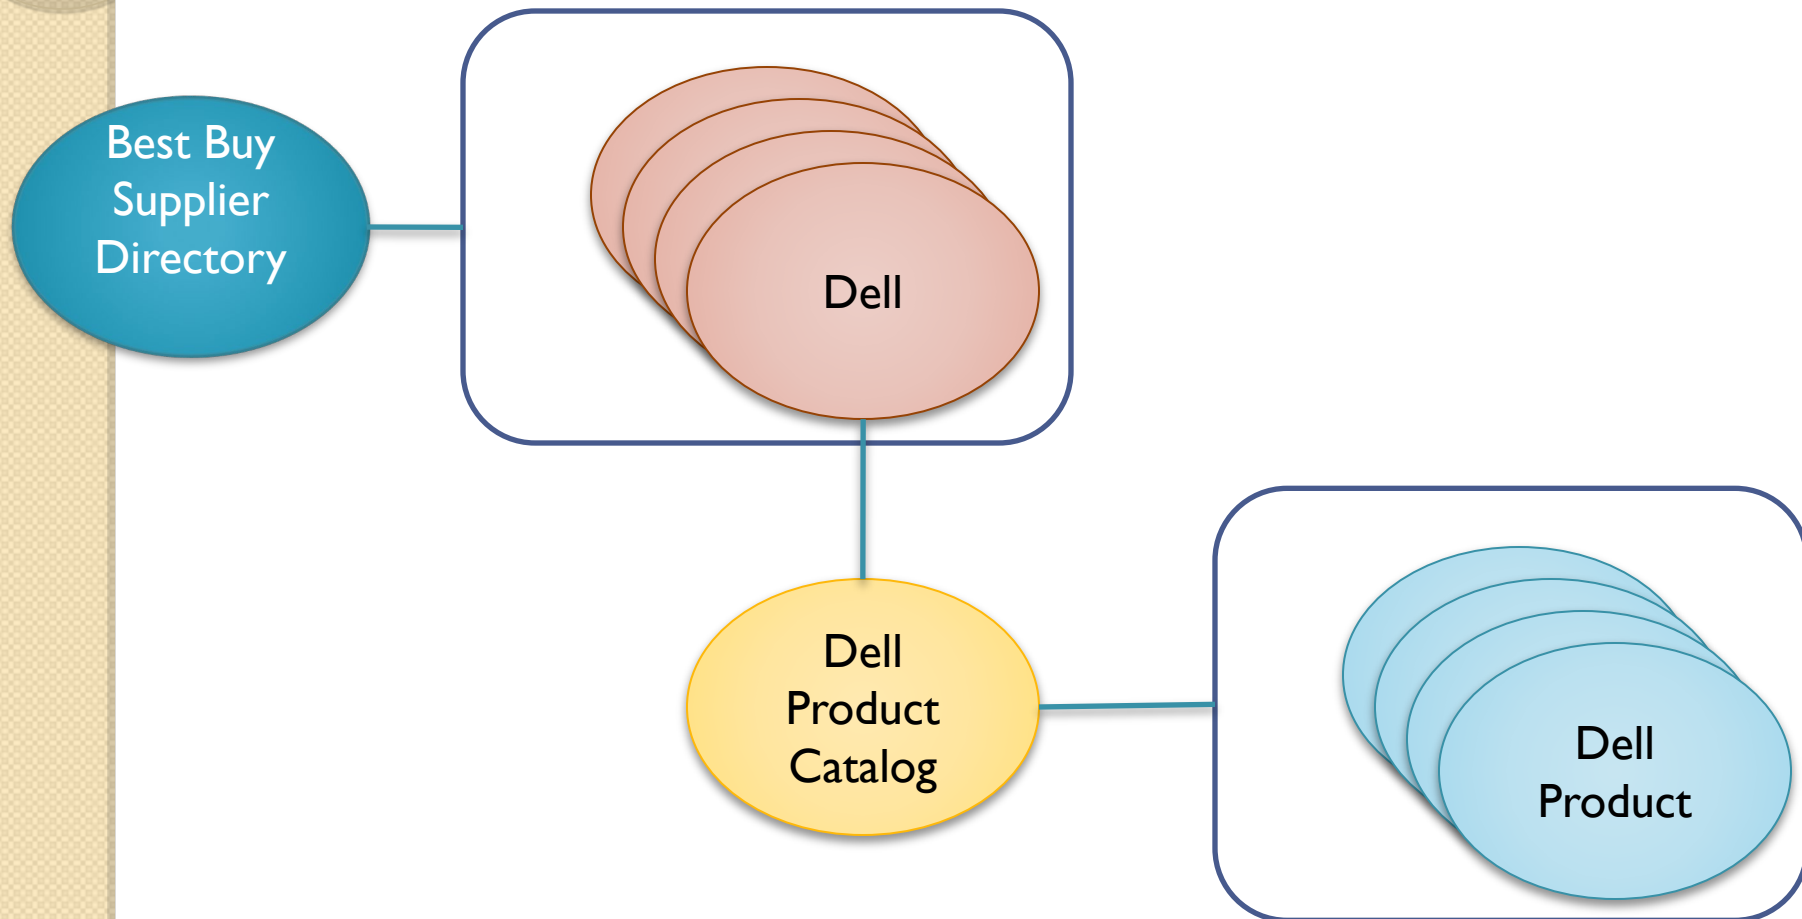 Best Buy
Supplier
Directory
Dell
Dell
Product
Catalog
Dell
Product